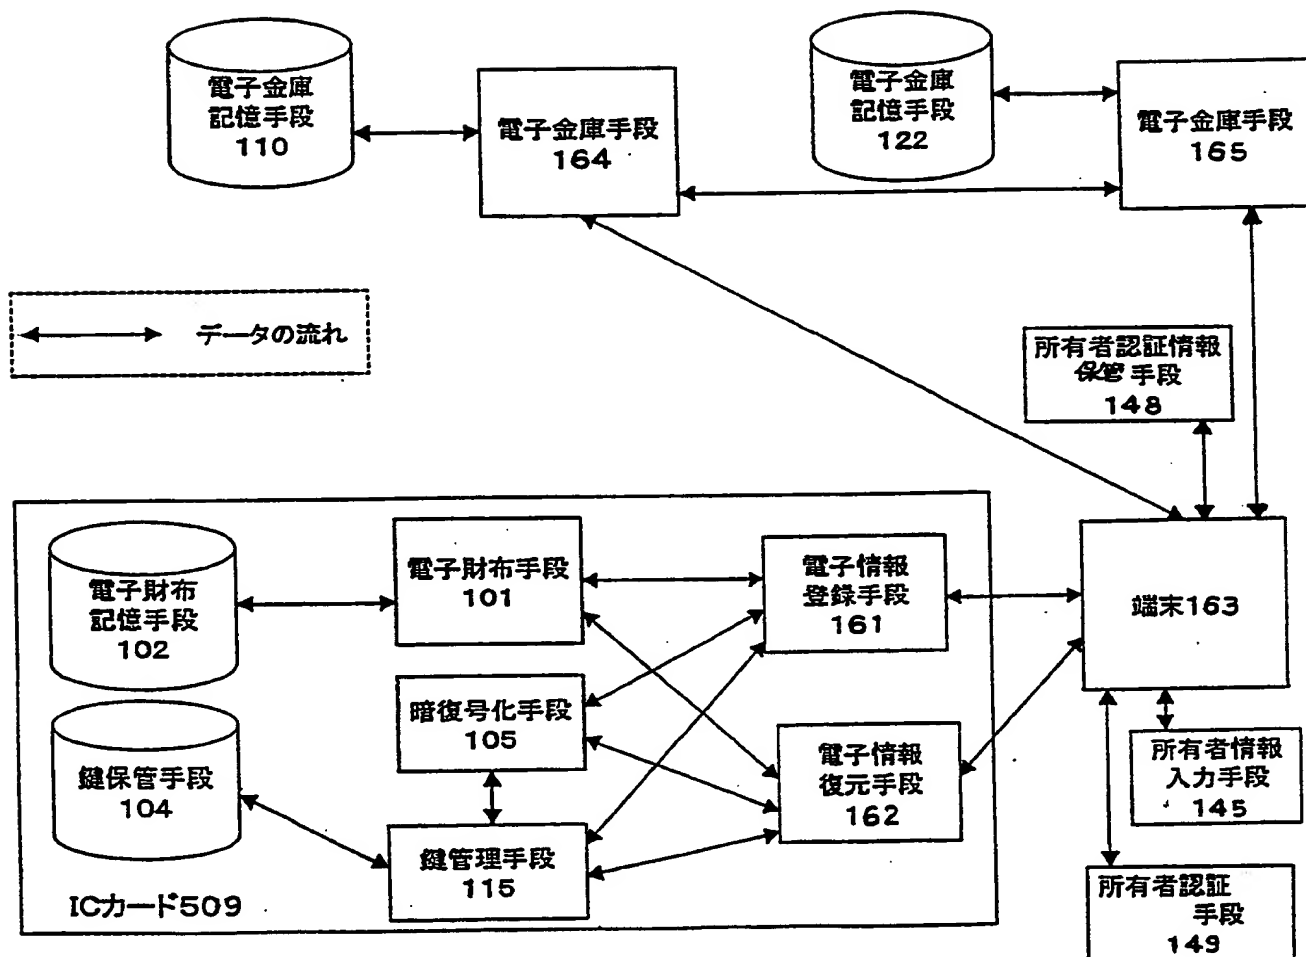 電子金庫
記憶手段
110
電子金庫手段
164
電子金庫
記憶手段
122
電子金庫手段
165
データの流れ
所有者認証情報
保管手段
148
電子財布
記憶手段
102
電子財布手段
101
電子情報
登録手段
161
端末163
暗復号化手段
105
鍵保管手段
104
電子情報
復元手段
162
所有者情報
入力手段
145
鍵管理手段
115
ICカード509
所有者認証
手段
149